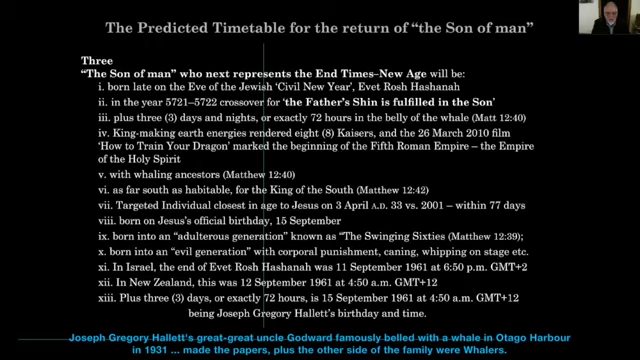 The Predicted Timetable for the return of “the Son of man”
Three
“The Son of man” who next represents the End Times–New Age will be:
i. born late on the Eve of the Jewish ‘Civil New Year’, Evet Rosh Hashanah
ii. in the year 5721–5722 crossover for ‘the Father’s Shin is fulfilled in the Son’
iii. plus three (3) days and nights, or exactly 72 hours in the belly of the whale (Matt 12:40)
iv. King-making earth energies rendered eight (8) Kaisers, and the 26 March 2010 film
‘How to Train Your Dragon’ marked the beginning of the Fifth Roman Empire – the Empire
of the Holy Spirit
v. with whaling ancestors (Matthew 12:40)
vi. as far south as habitable, for the King of the South (Matthew 12:42)
vii. Targeted Individual closest in age to Jesus on 3 April A.D. 33 vs. 2001 – within 77 days
viii. born on Jesus’s official birthday, 15 September
ix. born into an “adulterous generation” known as “The Swinging Sixties (Matthew 12:39);
x. born into an “evil generation” with corporal punishment, caning, whipping on stage etc.
xi. In Israel, the end of Evet Rosh Hashanah was 11 September 1961 at 6:50 p.m. GMT+2
xii. In New Zealand, this was 12 September 1961 at 4:50 a.m. GMT+12
xiii. Plus three (3) days, or exactly 72 hours, is 15 September 1961 at 4:50 a.m. GMT+12
being Joseph Gregory Hallett’s birthday and time.
Joseph Gregory Hallett's great-great uncle Godward famously belled with a whale in Otago Harbour
in 1931 ... made the papers, plus the other side of the family were Whalers.